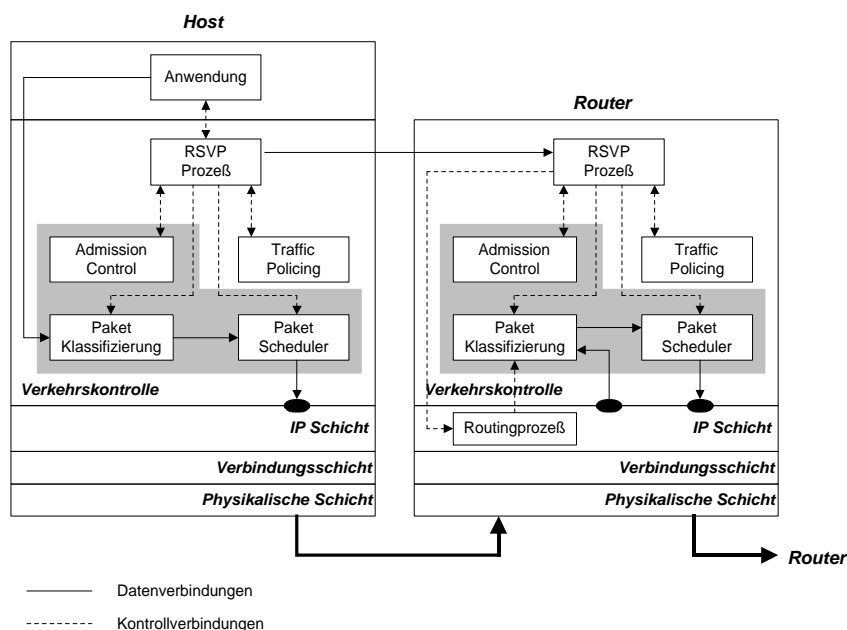 Host
Anwendung
Router
RSVP
Prozeß
RSVP
Prozeß
Admission
Control
Traffic
Policing
Admission
Control
Traffic
Policing
Paket
Klassifizierung
Paket
Scheduler
Paket
Klassifizierung
Paket
Scheduler
Verkehrskontrolle
Verkehrskontrolle
IP Schicht
Routingprozeß
IP Schicht
Verbindungsschicht
Verbindungsschicht
Physikalische Schicht
Physikalische Schicht
Router
Datenverbindungen
Kontrollverbindungen